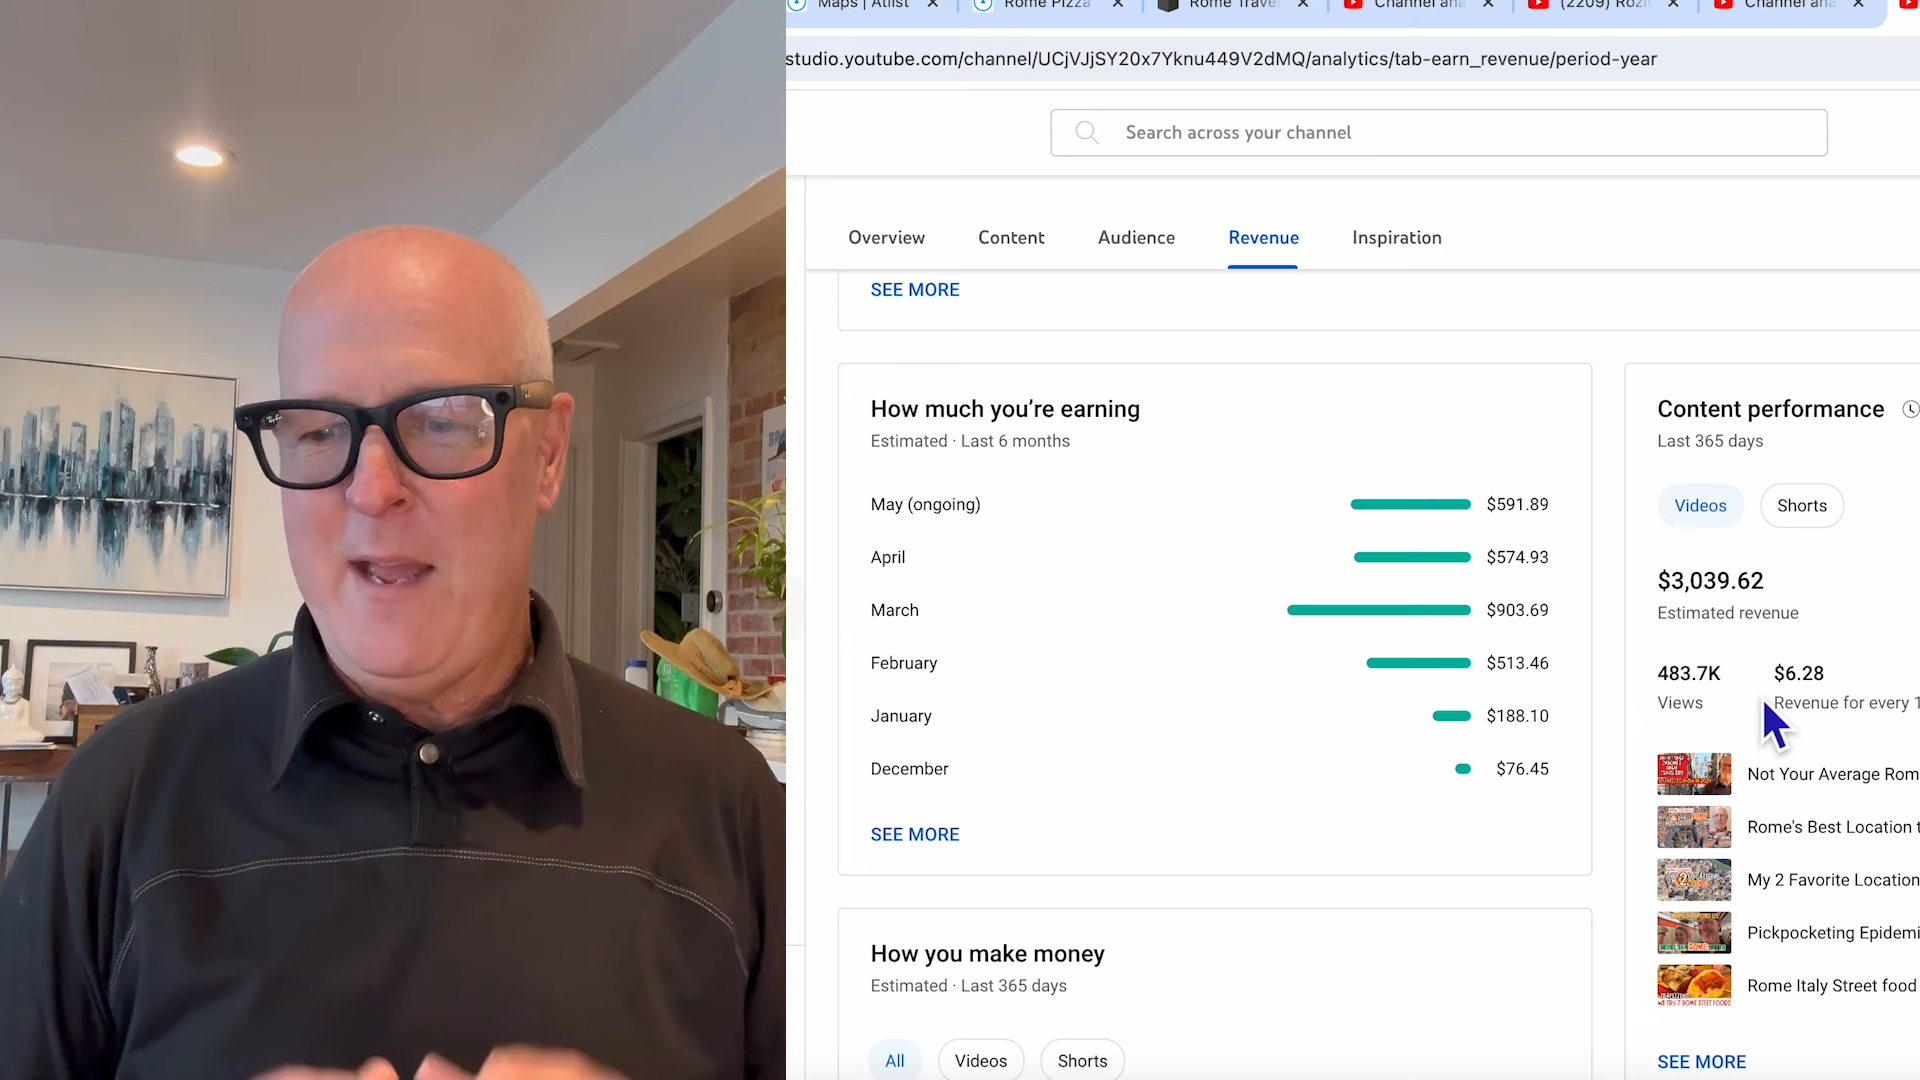 Maps | Atlist
Rome Pizza
Rome Travel
Channel ana
(2209) Rozi
Channel ana
studio.youtube.com/channel/UCjVJjSY20x7Yknu449V2dMQ/analytics/tab-earn_revenue/period-year
Search across your channel
Overview
Content
Audience
Revenue
Inspiration
SEE MORE
How much you’re earning
Estimated · Last 6 months
May (ongoing) $591.89
April $574.93
March $903.69
February $513.46
January $188.10
December $76.45
SEE MORE
How you make money
Estimated · Last 365 days
All
Videos
Shorts
Content performance
Last 365 days
Videos
Shorts
$3,039.62
Estimated revenue
483.7K
Views
$6.28
Revenue for every 1
Not Your Average Rom
Rome's Best Location t
My 2 Favorite Location
Pickpocketing Epidemi
Rome Italy Street food
SEE MORE
Ray-Ban